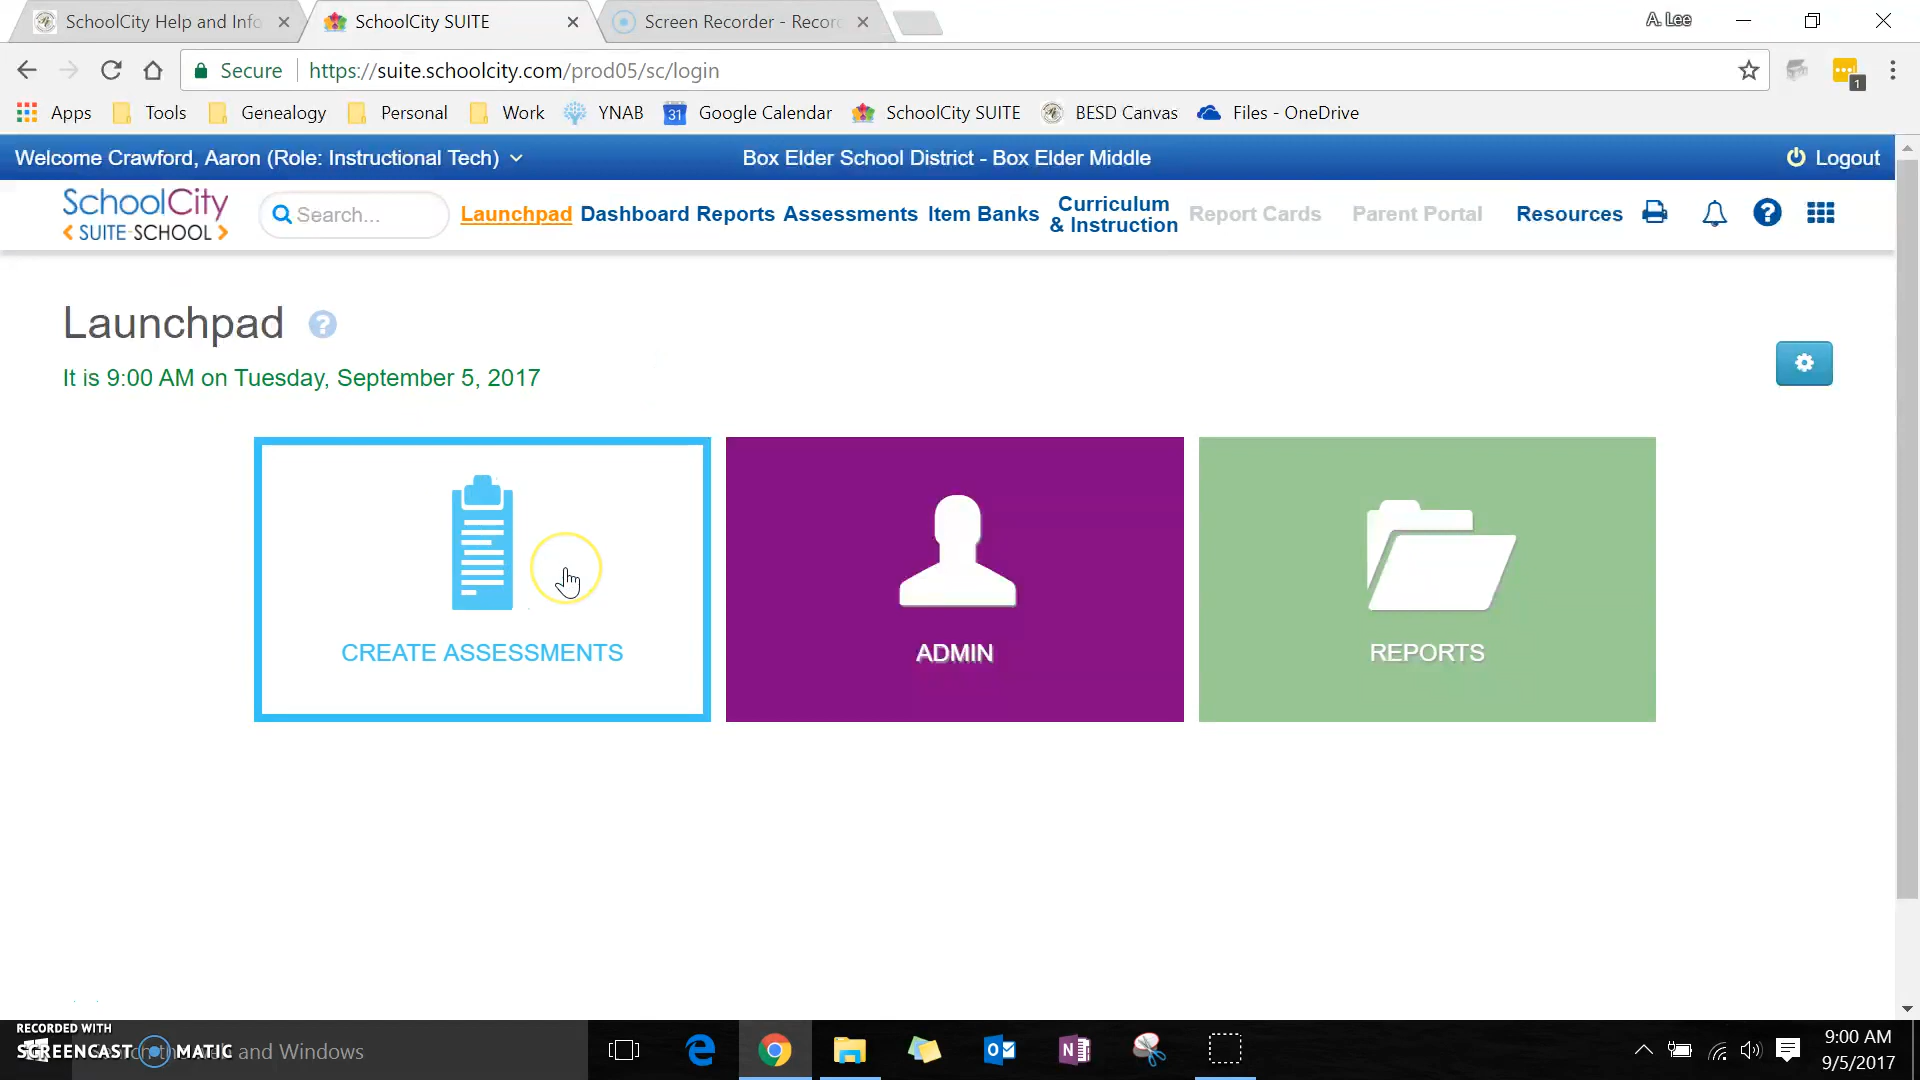 SchoolCity Help and Info
SchoolCity SUITE
Screen Recorder - Recor
A. Lee
Secure
https://suite.schoolcity.com/prod05/sc/login
1
Apps
Tools
Genealogy
Personal
Work
YNAB
31
Google Calendar
SchoolCity SUITE
BESD Canvas
Files - OneDrive
Welcome Crawford, Aaron (Role: Instructional Tech)
Box Elder School District - Box Elder Middle
Logout
SchoolCity
SUITE-SCHOOL
Search...
Launchpad
Dashboard
Reports
Assessments
Item Banks
Curriculum
& Instruction
Report Cards
Parent Portal
Resources
?
Launchpad ?
It is 9:00 AM on Tuesday, September 5, 2017
CREATE ASSESSMENTS
ADMIN
REPORTS
RECORDED WITH
SCREENCAST MATIC
and Windows
9:00 AM
9/5/2017